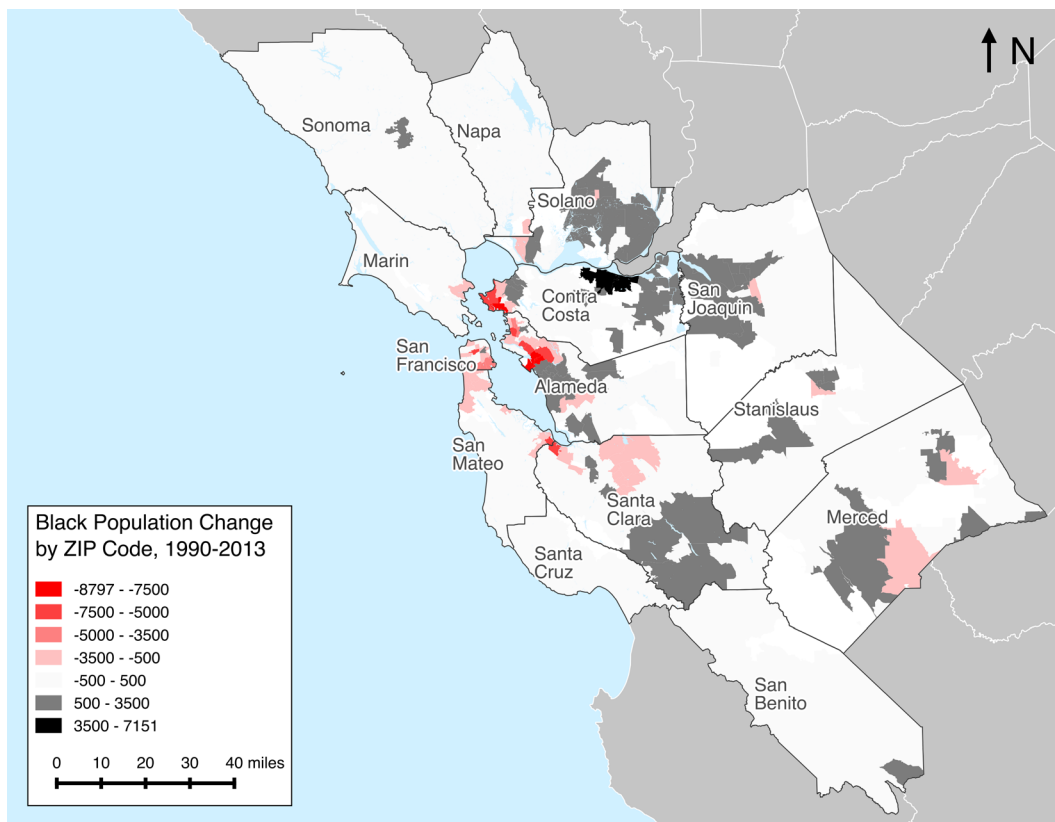 N
Sonoma
Napa
Solano
Marin
Contra
Costa
San
Joaquin
San
Francisco
Alameda
Stanislaus
San
Mateo
Santa
Clara
Merced
Santa
Cruz
San
Benito
Black Population Change
by ZIP Code, 1990-2013
-8797 - -7500
-7500 - -5000
-5000 - -3500
-3500 - -500
-500 - 500
500 - 3500
3500 - 7151
0 10 20 30 40 miles